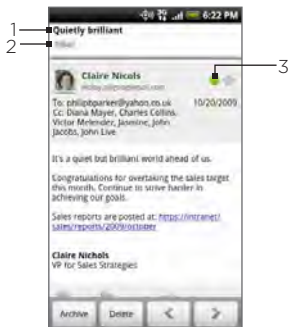 6:22 PM
1
Quietly brilliant
2
Inbox
3
Claire Nicols
To: philipbparker@yahoo.co.uk 10/20/2009
Cc: Diana Mayer, Charles Collins,
Victor Melender, Jasmine, John
Jacobs, John Live
It's a quiet but brilliant world ahead of us.
Congratulations for overtaking the sales target
this month. Continue to strive harder in
achieving our goals.
Sales reports are posted at: https://intranet/
sales/reports/2009/october
Claire Nichols
VP for Sales Strategies
Archive Delete